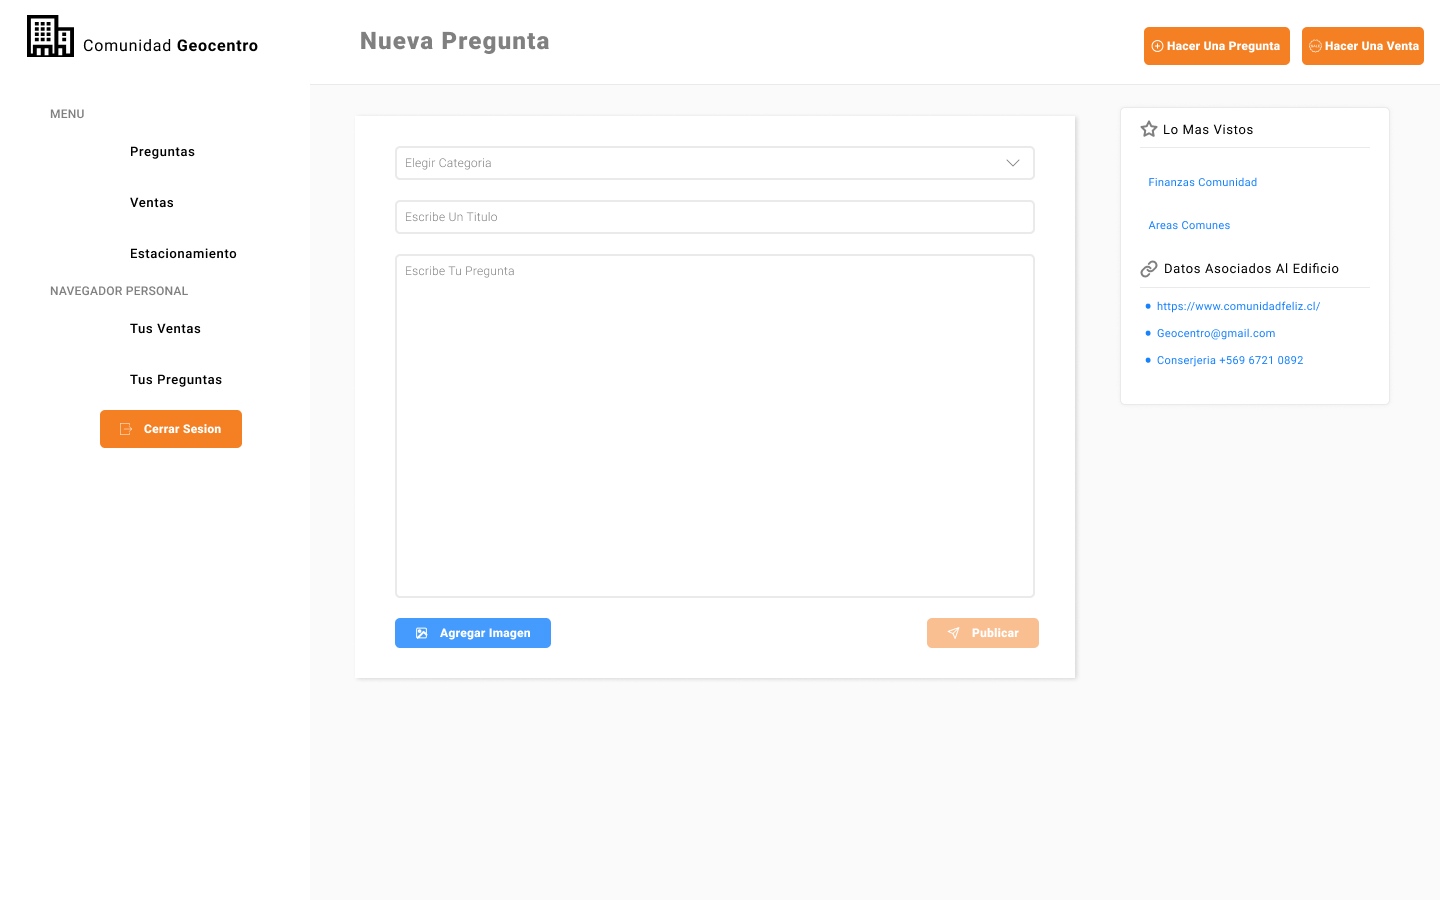 Comunidad Geocentro
MENU
Preguntas
Ventas
Estacionamiento
NAVEGADOR PERSONAL
Tus Ventas
Tus Preguntas
Cerrar Sesion
Nueva Pregunta
Hacer Una Pregunta
Hacer Una Venta
Elegir Categoria
Escribe Un Titulo
Escribe Tu Pregunta
Agregar Imagen
Publicar
Lo Mas Vistos
Finanzas Comunidad
Areas Comunes
Datos Asociados Al Edificio
https://www.comunidadfeliz.cl/
Geocentro@gmail.com
Conserjeria +569 6721 0892